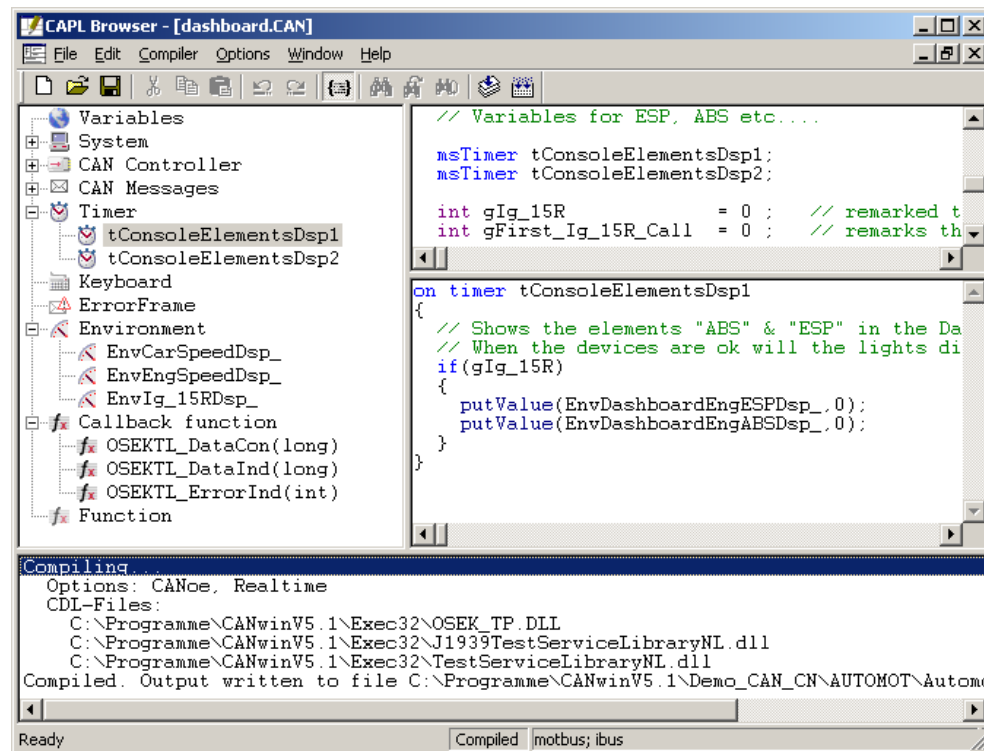 CAPL Browser - [dashboard.CAN]
File Edit Compiler Options Window Help
Variables
System
CAN Controller
CAN Messages
Timer
tConsoleElementsDsp1
tConsoleElementsDsp2
Keyboard
ErrorFrame
Environment
EnvCarSpeedDsp_
EnvEngSpeedDsp_
EnvIg_15RDsp_
Callback function
OSEKTL_DataCon(long)
OSEKTL_DataInd(long)
OSEKTL_ErrorInd(int)
Function
// Variables for ESP, ABS etc....
msTimer tConsoleElementsDsp1;
msTimer tConsoleElementsDsp2;
int gIg_15R = 0 ; // remarked t
int gFirst_Ig_15R_Call = 0 ; // remarks th
on timer tConsoleElementsDsp1
{
// Shows the elements "ABS" & "ESP" in the Da
// When the devices are ok will the lights di
if(gIg_15R)
{
putValue(EnvDashboardEngESPDsp_,0);
putValue(EnvDashboardEngABSDsp_,0);
}
}
Compiling...
Options: CANoe, Realtime
CDL-Files:
C:\Programme\CANwinV5.1\Exec32\OSEK_TP.DLL
C:\Programme\CANwinV5.1\Exec32\J1939TestServiceLibraryNL.dll
C:\Programme\CANwinV5.1\Exec32\TestServiceLibraryNL.dll
Compiled. Output written to file C:\Programme\CANwinV5.1\Demo_CAN_CN\AUTOMOT\Automo
Ready Compiled motbus; ibus